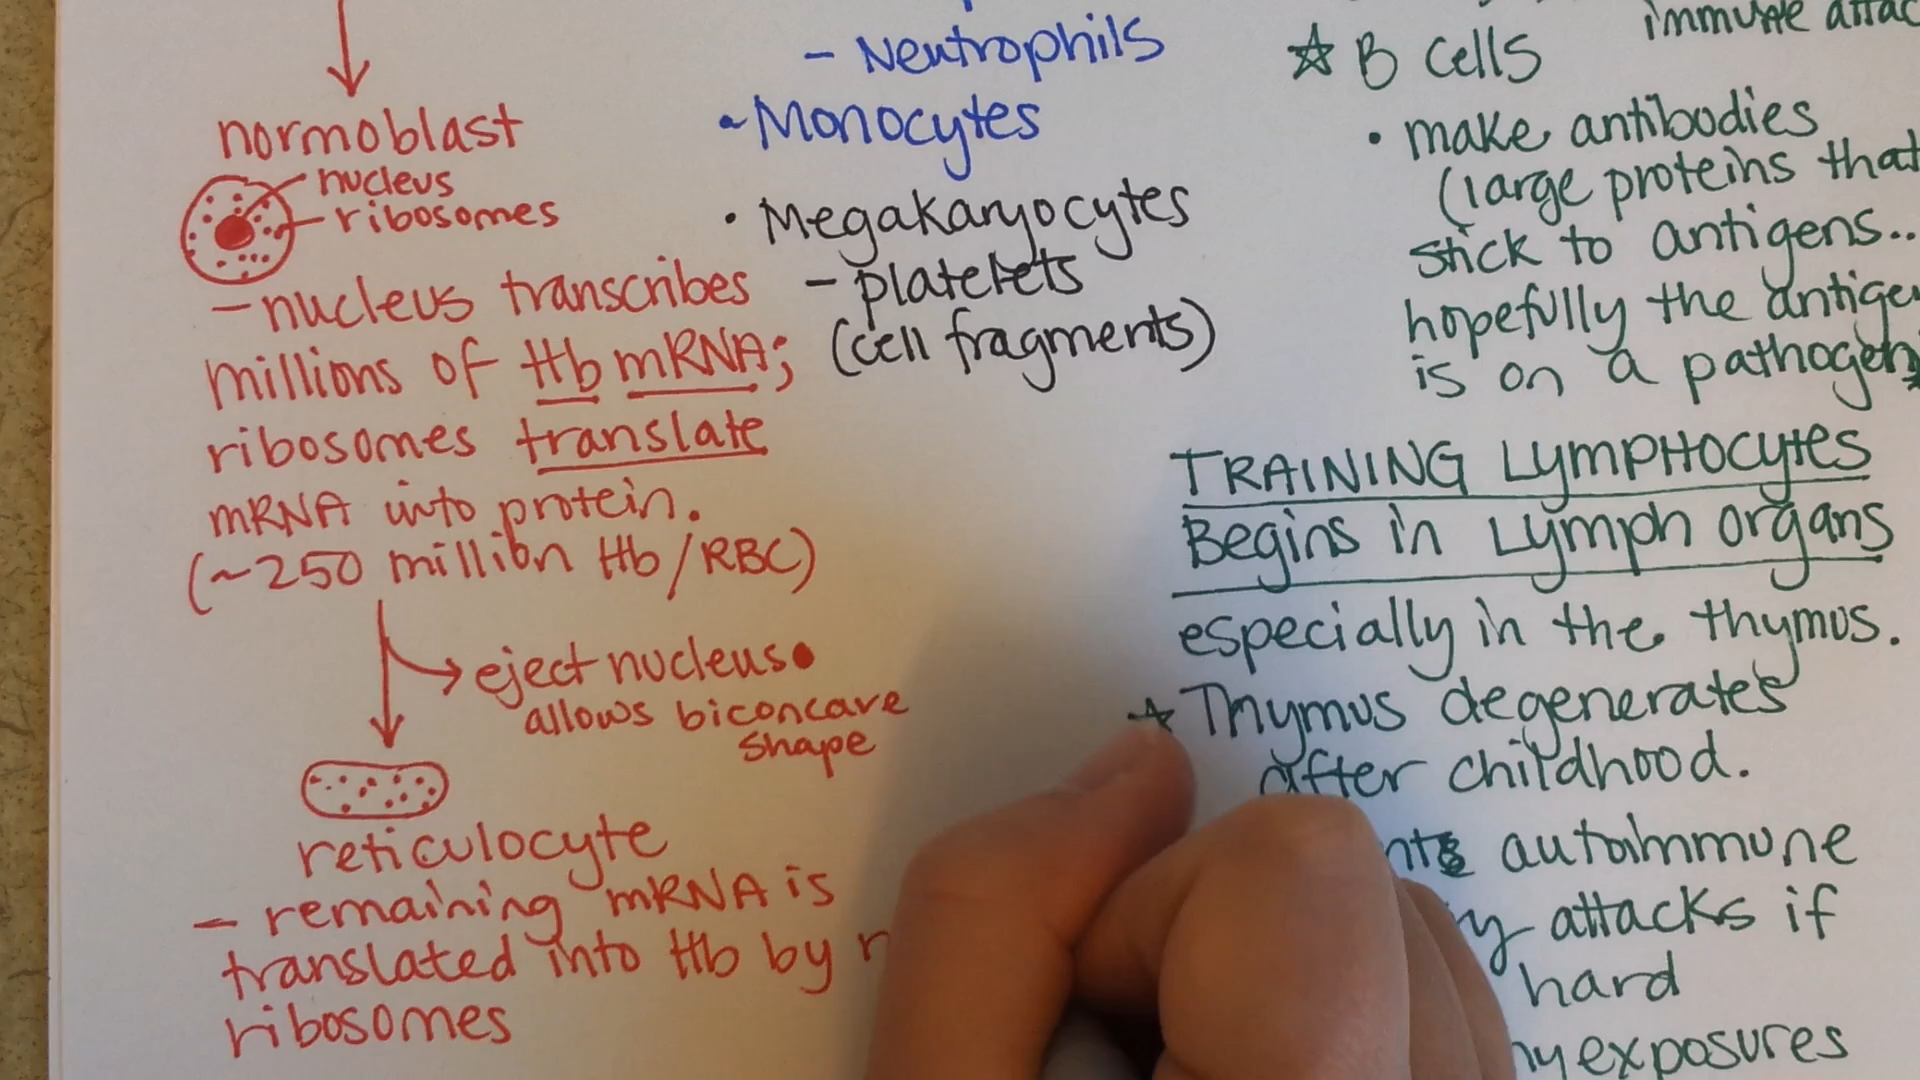 normoblast
nucleus
ribosomes
- nucleus transcribes
millions of Hb mRNA;
ribosomes translate
mRNA into protein.
(~250 million Hb/RBC)
eject nucleus
allows biconcave
shape
reticulocyte
- remaining mRNA is
translated into Hb by
ribosomes
- Neutrophils
• Monocytes
• Megakaryocytes
- platelets
(cell fragments)
immune
☆ B cells
• make antibodies
(large proteins that
stick to antigens..
hopefully the
is on a pathogen
TRAINING LYMPHOCYTES
Begins in Lymph organs
especially in the thymus.
☆ Thymus degenerates
after childhood.
autoimmune
attacks if
hard
exposures